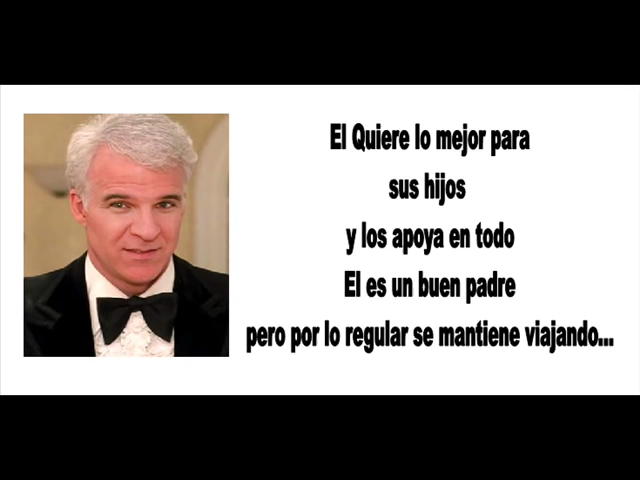 El Quiere lo mejor para
sus hijos
y los apoya en todo
El es un buen padre
pero por lo regular se mantiene viajando...